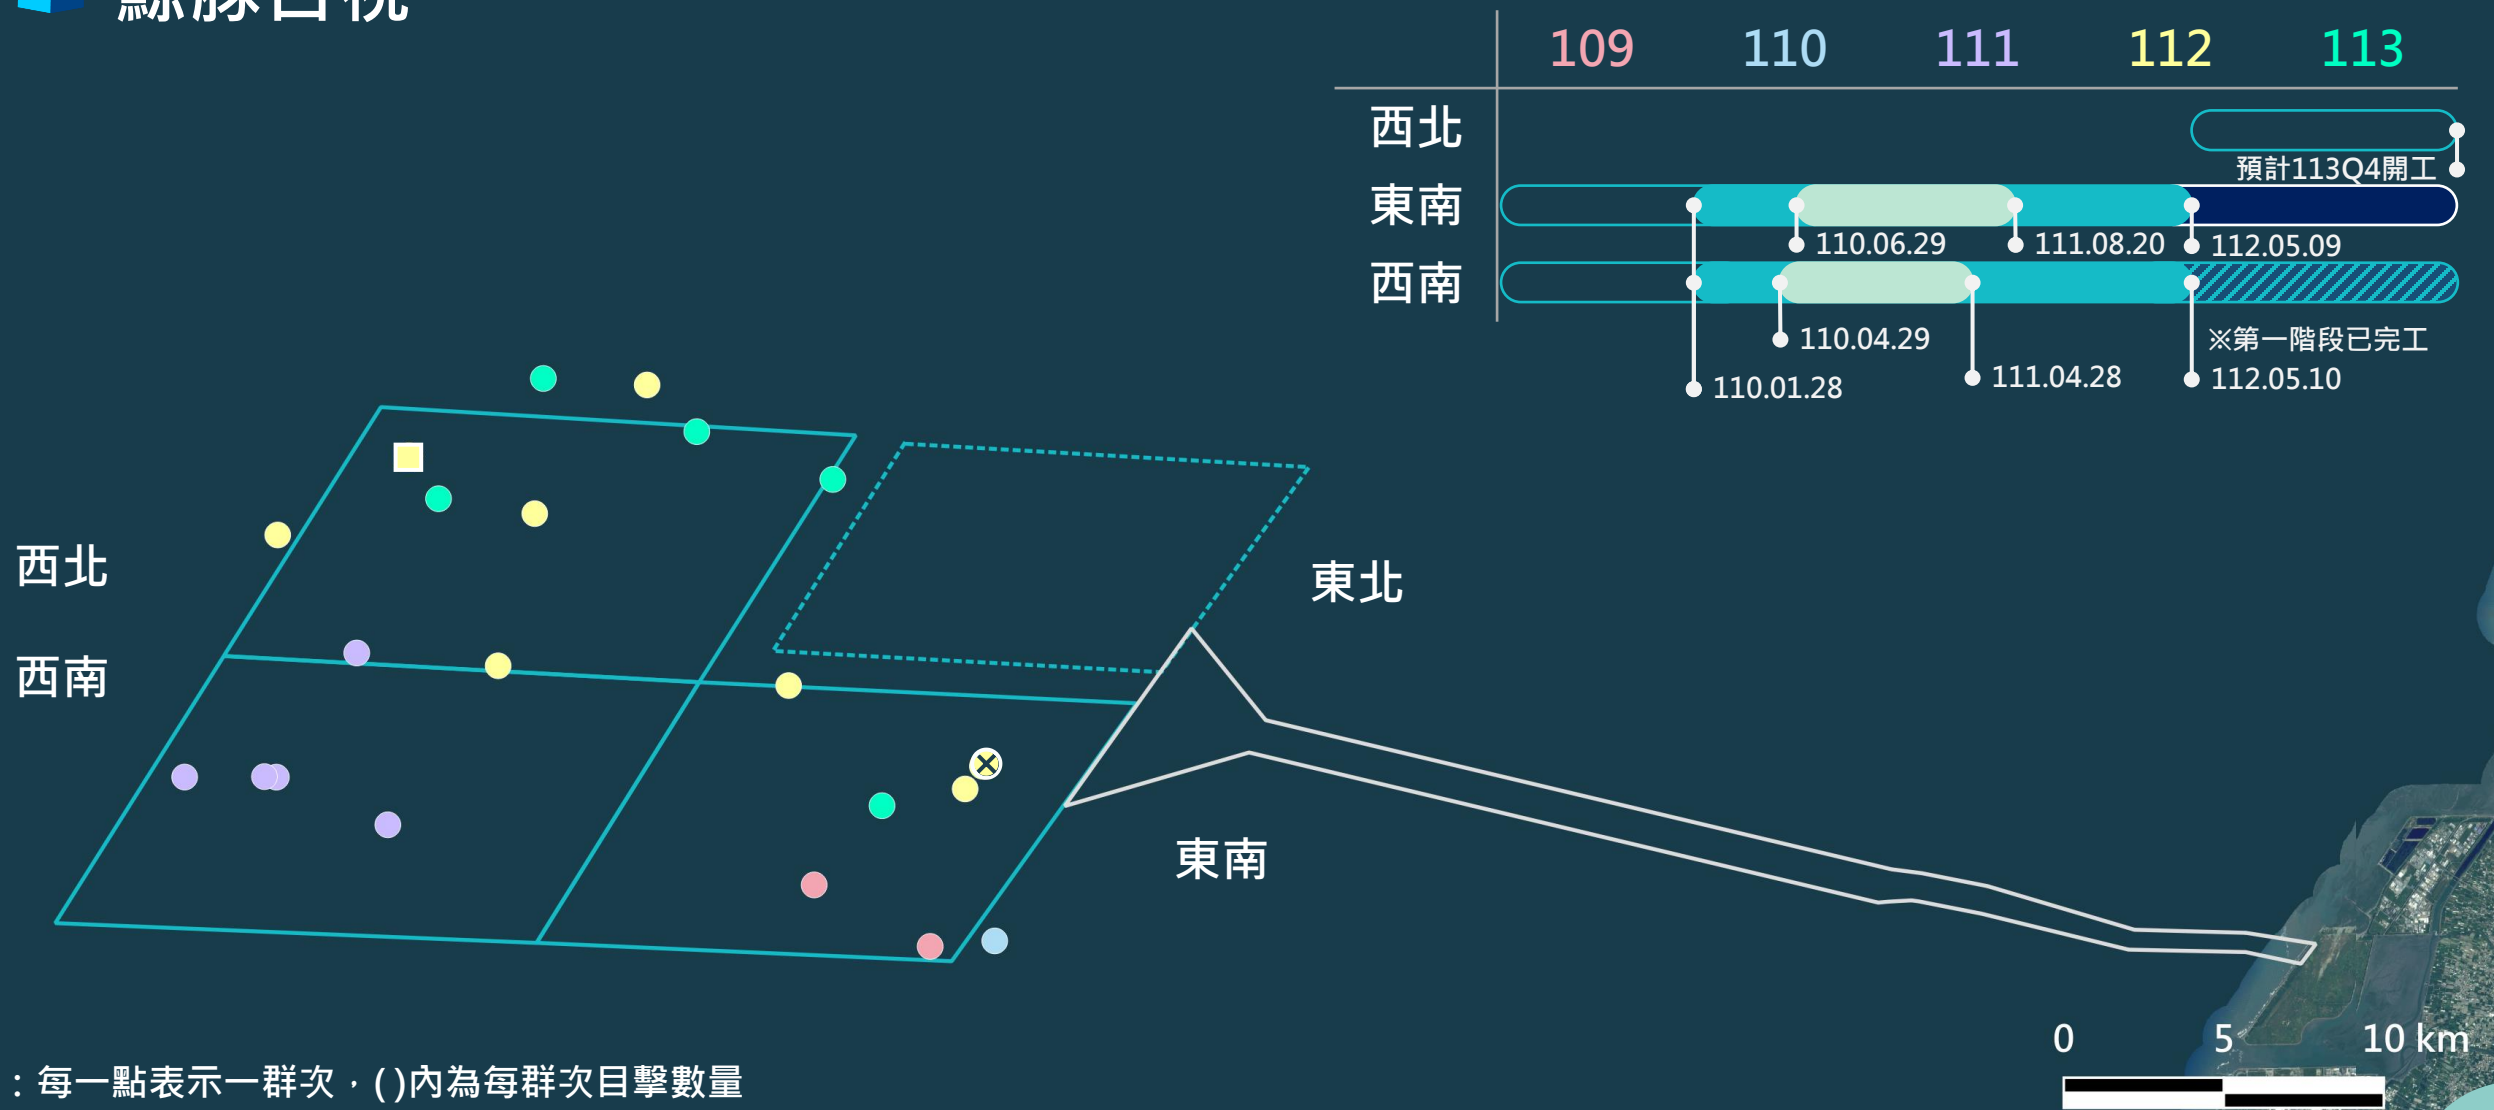 鯨豚目視
109 110 111 112 113
西北
預計113Q4開工
東南
110.06.29 111.08.20 112.05.09
西南
110.04.29 ※第一階段已完工
110.01.28 111.04.28 112.05.10
西北
東北
西南
東南
0 5 10 km
：每一點表示一群次，( )內為每群次目擊數量